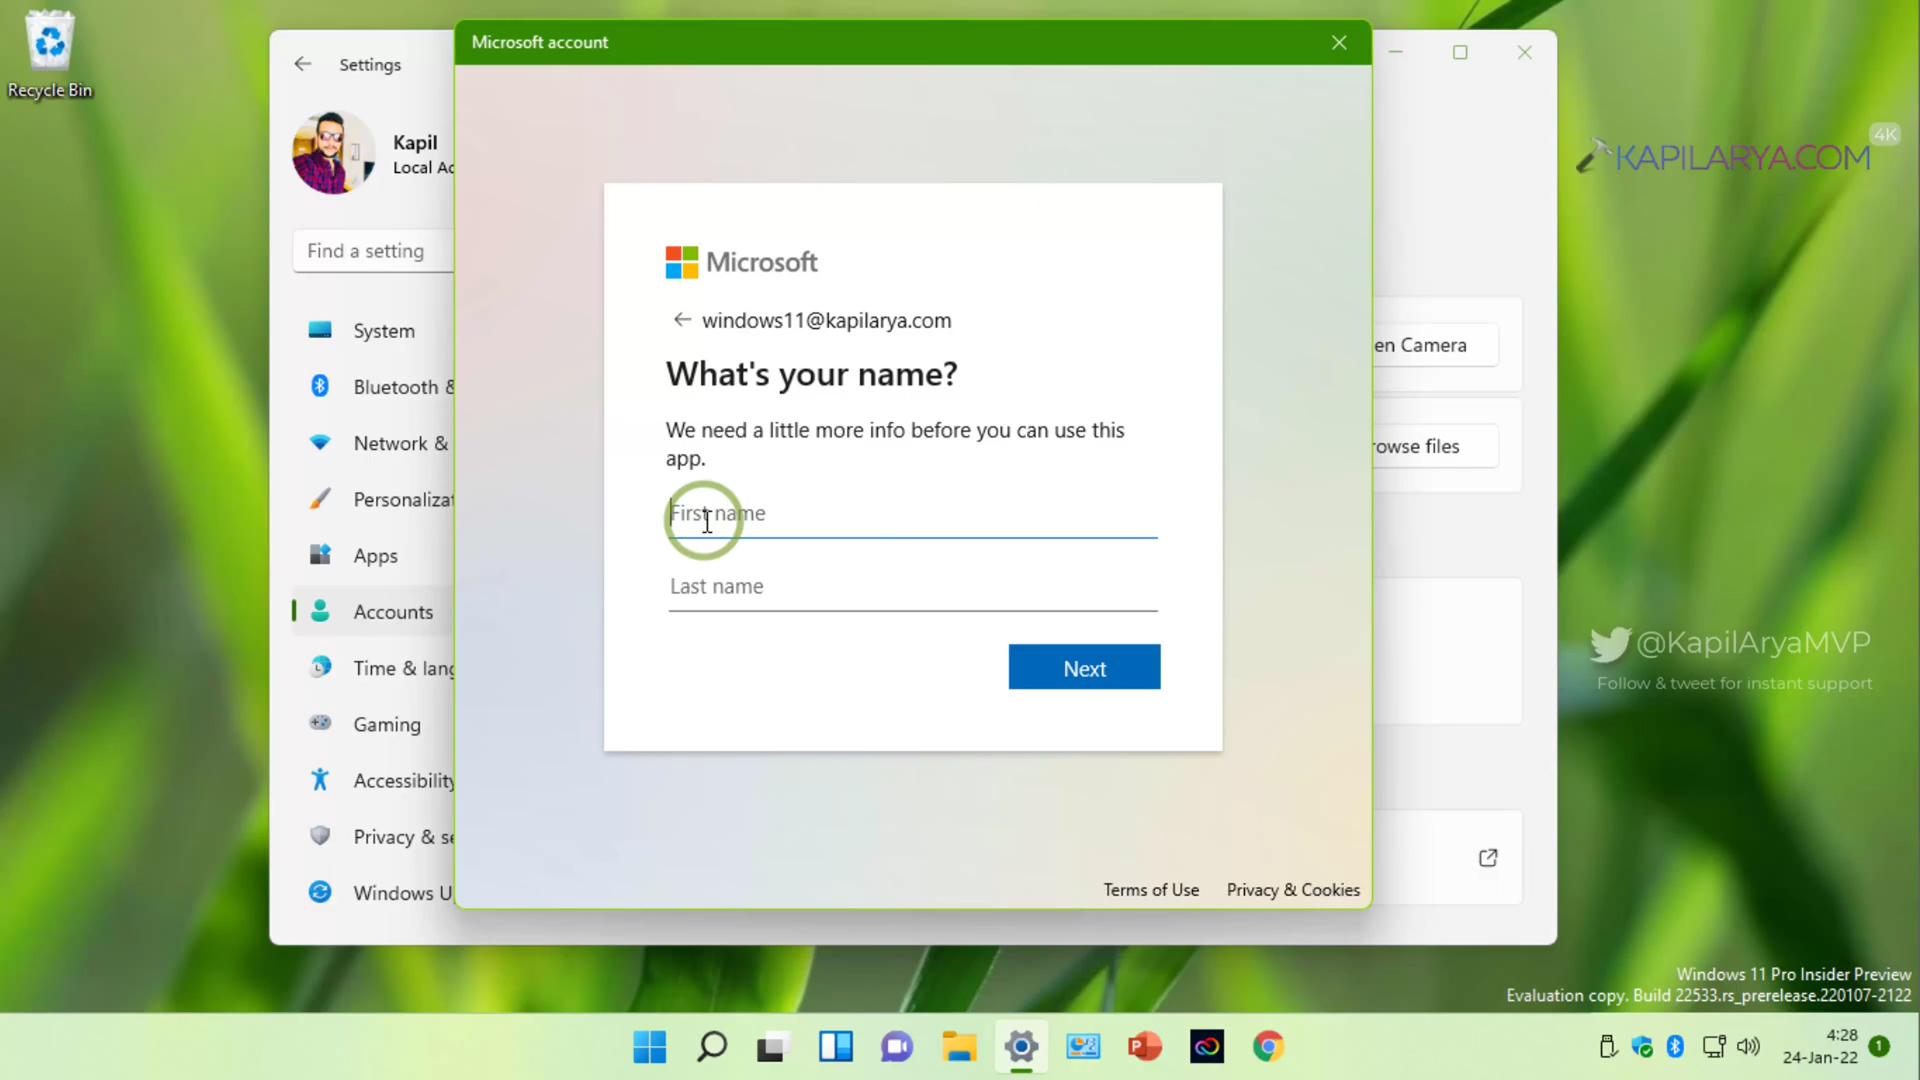 Recycle Bin
Settings
Kapil
Local Ac
Find a setting
System
Bluetooth &
Network &
Personalizat
Apps
Accounts
Time & lang
Gaming
Accessibility
Privacy & se
Windows U
Microsoft account
Microsoft
windows11@kapilarya.com
What's your name?
We need a little more info before you can use this
app.
First name
Last name
Next
Terms of Use Privacy & Cookies
en Camera
rowse files
4K
KAPILARYA.COM
@KapilAryaMVP
Follow & tweet for instant support
Windows 11 Pro Insider Preview
Evaluation copy. Build 22533.rs_prerelease.220107-2122
4:28
24-Jan-22
1